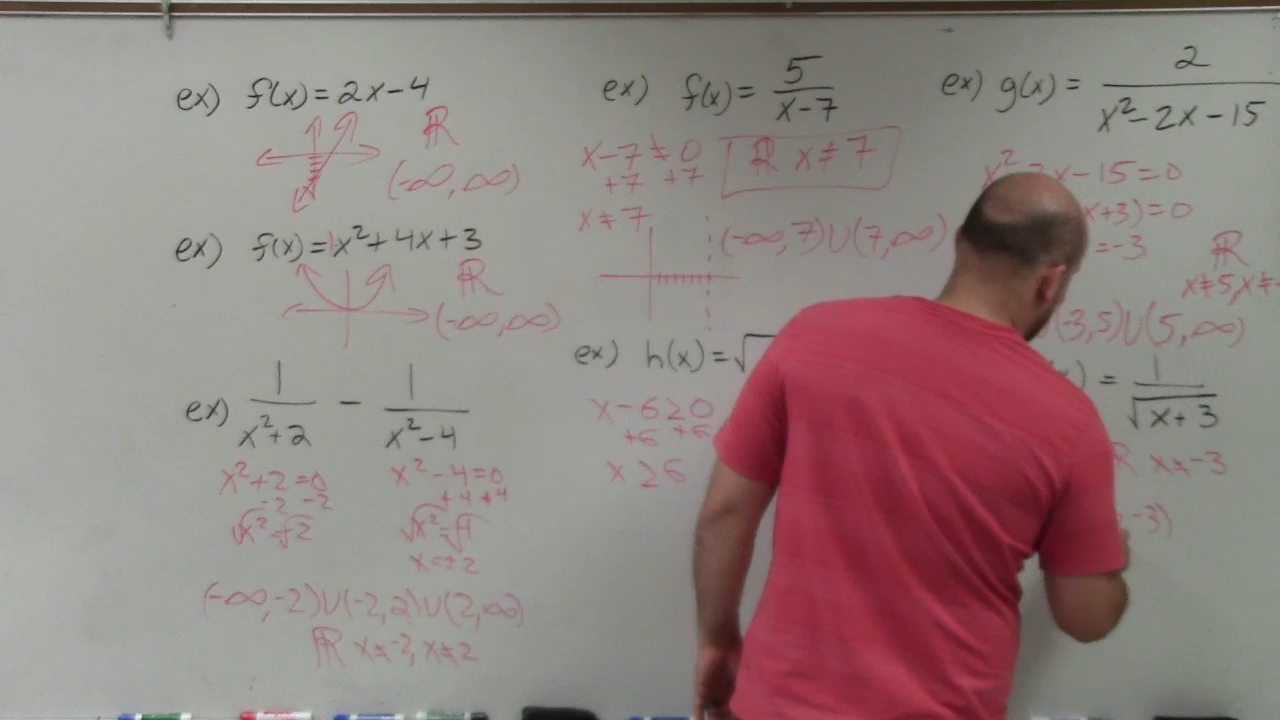 ex) f(x)=2x-4
ℝ
(-∞, ∞)
ex) f(x)=x²+4x+3
ℝ
(-∞, ∞)
ex) 1/(x²+2) - 1/(x²-4)
x²+2=0
-2 -2
√x² = √-2
x²-4=0
+4 +4
√x² = √4
x=±2
(-∞,-2)∪(-2,2)∪(2,∞)
ℝ x≠-2, x≠2
ex) f(x)= 5/(x-7)
x-7≠0
+7 +7
x≠7
ℝ x≠7
(-∞,7)∪(7,∞)
ex) h(x)=√
x-6≥0
+6 +6
x≥6
ex) g(x)= 2/(x²-2x-15)
x²-2x-15=0
x+3)=0
=-3
ℝ
x≠5, x≠-
(-3,5)∪(5,∞)
) = 1/√(x+3)
ℝ x≠-3
-3)